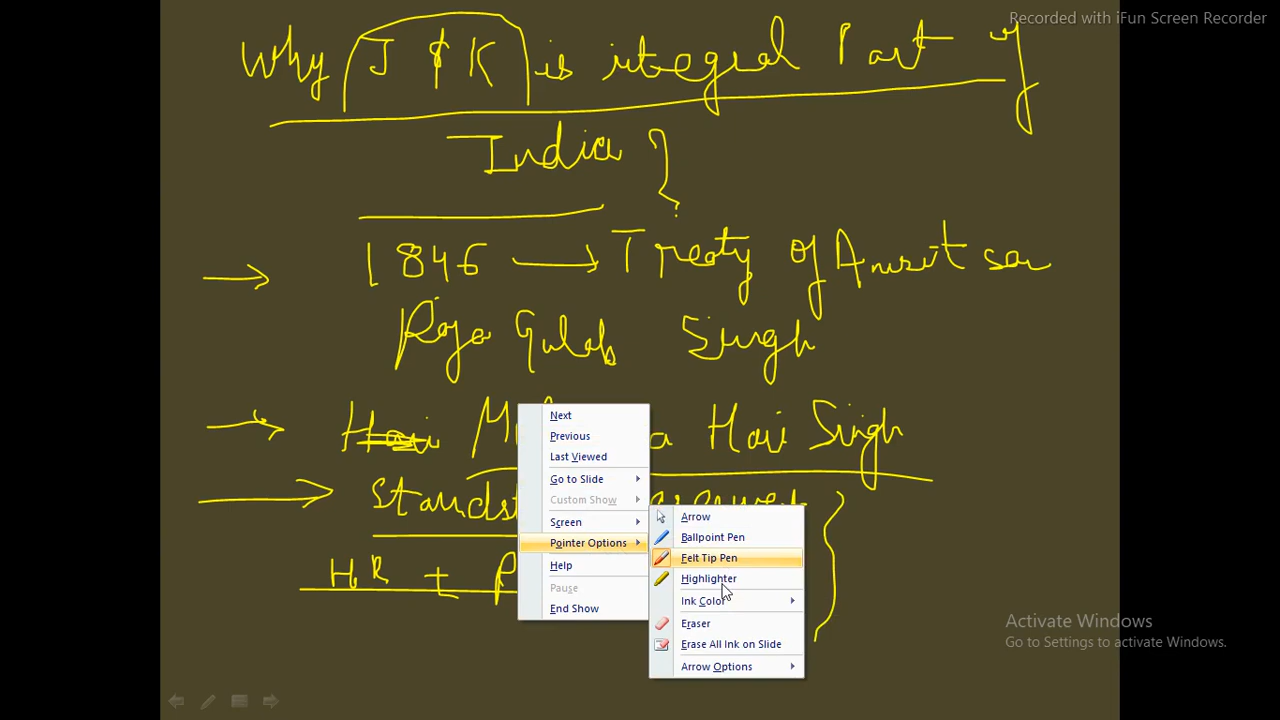 Recorded with iFun Screen Recorder
Why J & K is integral Part of
India ?
1846 → Treaty of Amritsar
Raja Gulab Singh
→ Hari Singh
→
HR +
Next
Previous
Last Viewed
Go to Slide
Custom Show
Screen
Pointer Options
Help
Pause
End Show
Arrow
Ballpoint Pen
Felt Tip Pen
Highlighter
Ink Color
Eraser
Erase All Ink on Slide
Arrow Options
Activate Windows
Go to Settings to activate Windows.